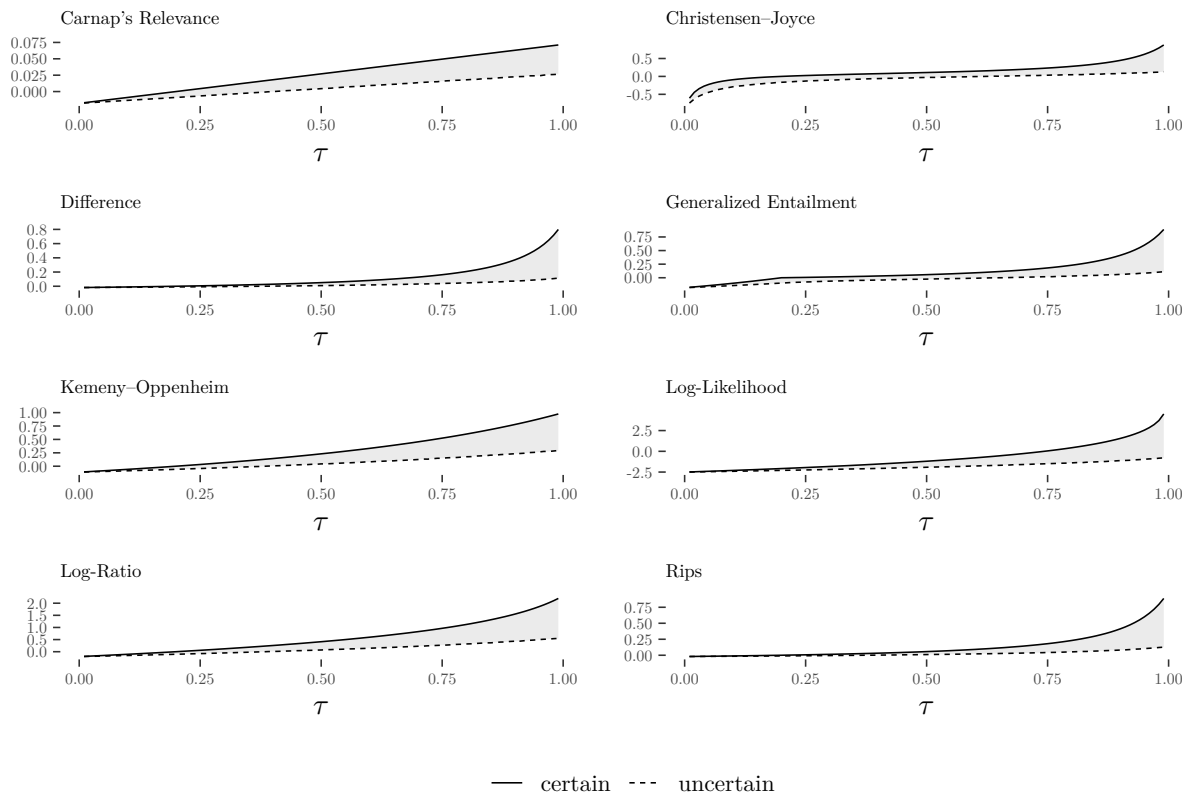 Carnap's Relevance
0.075
0.050
0.025
0.000
0.00 0.25 0.50 0.75 1.00
τ
Christensen–Joyce
0.5
0.0
-0.5
0.00 0.25 0.50 0.75 1.00
τ
Difference
0.8
0.6
0.4
0.2
0.0
0.00 0.25 0.50 0.75 1.00
τ
Generalized Entailment
0.75
0.50
0.25
0.00
0.00 0.25 0.50 0.75 1.00
τ
Kemeny–Oppenheim
1.00
0.75
0.50
0.25
0.00
0.00 0.25 0.50 0.75 1.00
τ
Log-Likelihood
2.5
0.0
-2.5
0.00 0.25 0.50 0.75 1.00
τ
Log-Ratio
2.0
1.5
1.0
0.5
0.0
0.00 0.25 0.50 0.75 1.00
τ
Rips
0.75
0.50
0.25
0.00
0.00 0.25 0.50 0.75 1.00
τ
certain uncertain